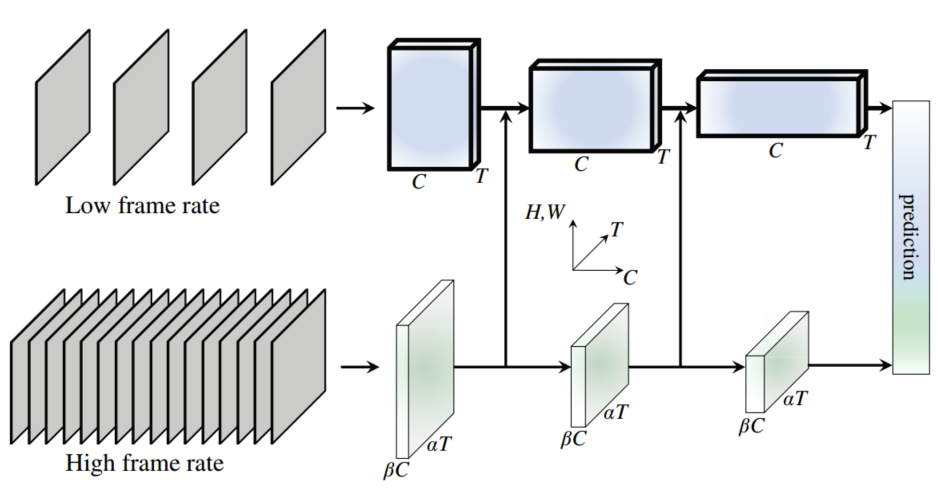 C
T
C
T
C
T
Low frame rate
H,W
T
C
prediction
αT
βC
αT
βC
αT
βC
High frame rate